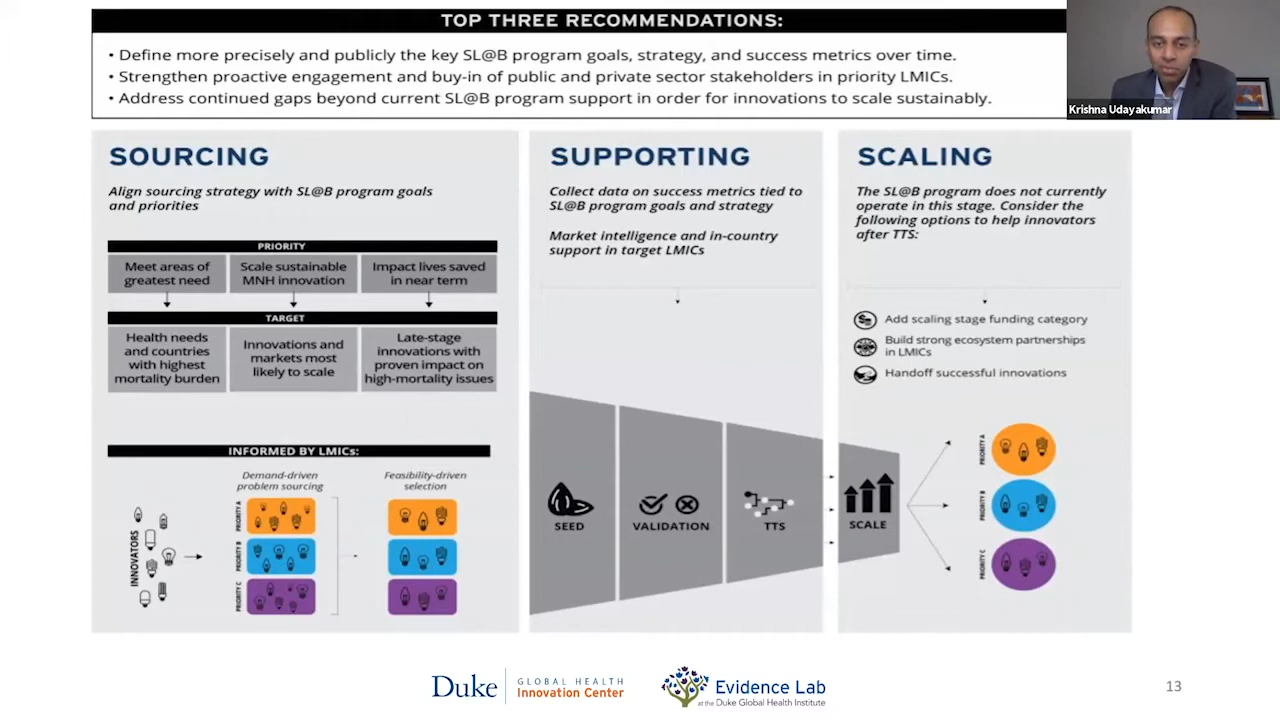 TOP THREE RECOMMENDATIONS:
• Define more precisely and publicly the key SL@B program goals, strategy, and success metrics over time.
• Strengthen proactive engagement and buy-in of public and private sector stakeholders in priority LMICs.
• Address continued gaps beyond current SL@B program support in order for innovations to scale sustainably.
Krishna Udayakumar
SOURCING
Align sourcing strategy with SL@B program goals
and priorities
PRIORITY
Meet areas of
greatest need
Scale sustainable
MNH innovation
Impact lives saved
in near term
TARGET
Health needs
and countries
with highest
mortality burden
Innovations and
markets most
likely to scale
Late-stage
innovations with
proven impact on
high-mortality issues
INFORMED BY LMICs:
Demand-driven
problem sourcing
Feasibility-driven
selection
INNOVATORS
PRIORITY A
PRIORITY B
PRIORITY C
SUPPORTING
Collect data on success metrics tied to
SL@B program goals and strategy
Market intelligence and in-country
support in target LMICs
SEED
VALIDATION
TTS
SCALING
The SL@B program does not currently
operate in this stage. Consider the
following options to help innovators
after TTS:
Add scaling stage funding category
Build strong ecosystem partnerships
in LMICs
Handoff successful innovations
SCALE
PRIORITY A
PRIORITY B
PRIORITY C
Duke
GLOBAL HEALTH
Innovation Center
Evidence Lab
at the Duke Global Health Institute
13